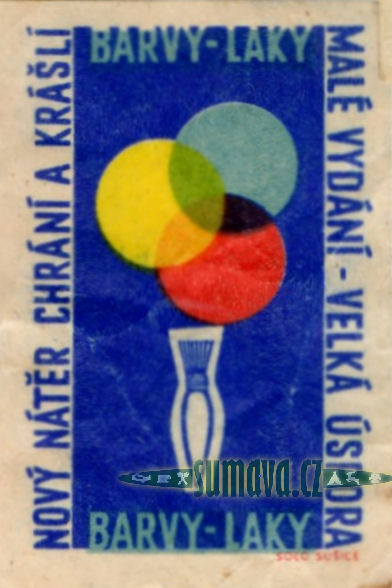 BARVY-LAKY
NOVÝ NÁTĚR CHRÁNÍ A KRÁŠLÍ
MALÉ VYDÁNÍ - VELKÁ ÚSPORA
sumava.cz
BARVY-LAKY
SOLO SUŠICE